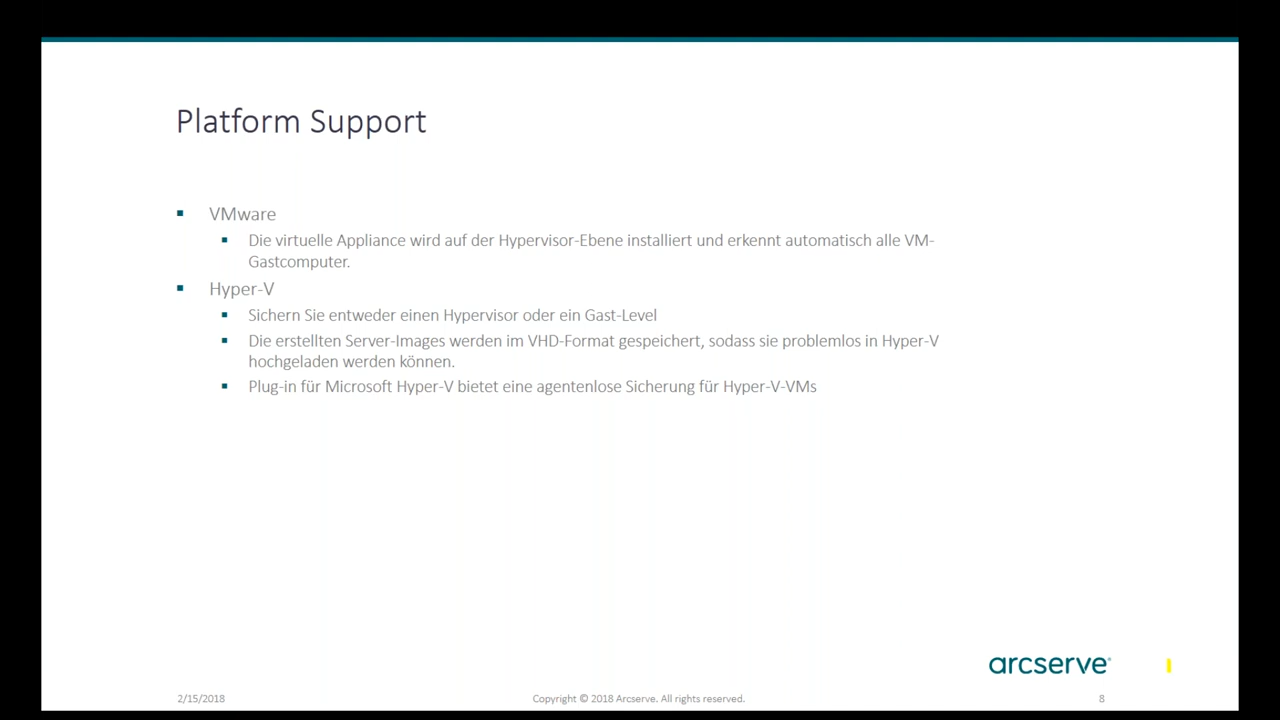 Platform Support
VMware
Die virtuelle Appliance wird auf der Hypervisor-Ebene installiert und erkennt automatisch alle VM-
Gastcomputer.
Hyper-V
Sichern Sie entweder einen Hypervisor oder ein Gast-Level
Die erstellten Server-Images werden im VHD-Format gespeichert, sodass sie problemlos in Hyper-V
hochgeladen werden können.
Plug-in für Microsoft Hyper-V bietet eine agentenlose Sicherung für Hyper-V-VMs
arcserve®
2/15/2018
Copyright © 2018 Arcserve. All rights reserved.
8